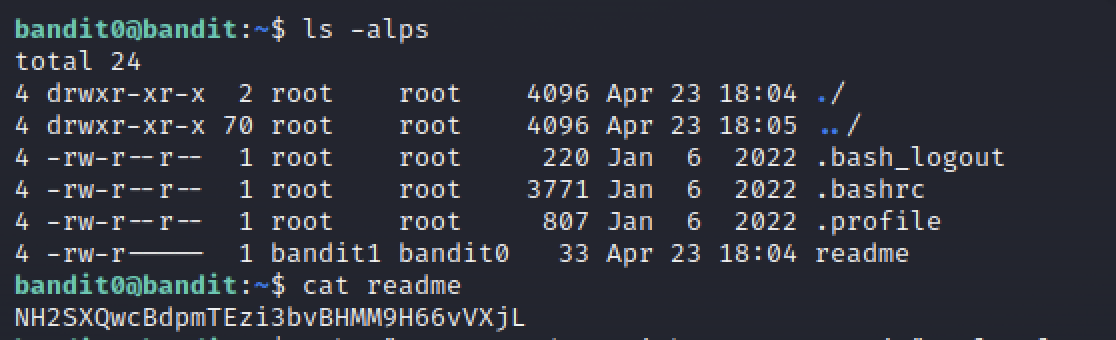 bandit0@bandit:~$ ls -alps
total 24
4 drwxr-xr-x  2 root    root    4096 Apr 23 18:04 ./
4 drwxr-xr-x 70 root    root    4096 Apr 23 18:05 ../
4 -rw-r--r--  1 root    root     220 Jan  6  2022 .bash_logout
4 -rw-r--r--  1 root    root    3771 Jan  6  2022 .bashrc
4 -rw-r--r--  1 root    root     807 Jan  6  2022 .profile
4 -rw-r-----  1 bandit1 bandit0   33 Apr 23 18:04 readme
bandit0@bandit:~$ cat readme
NH2SXQwcBdpmTEzi3bvBHMM9H66vVXjL